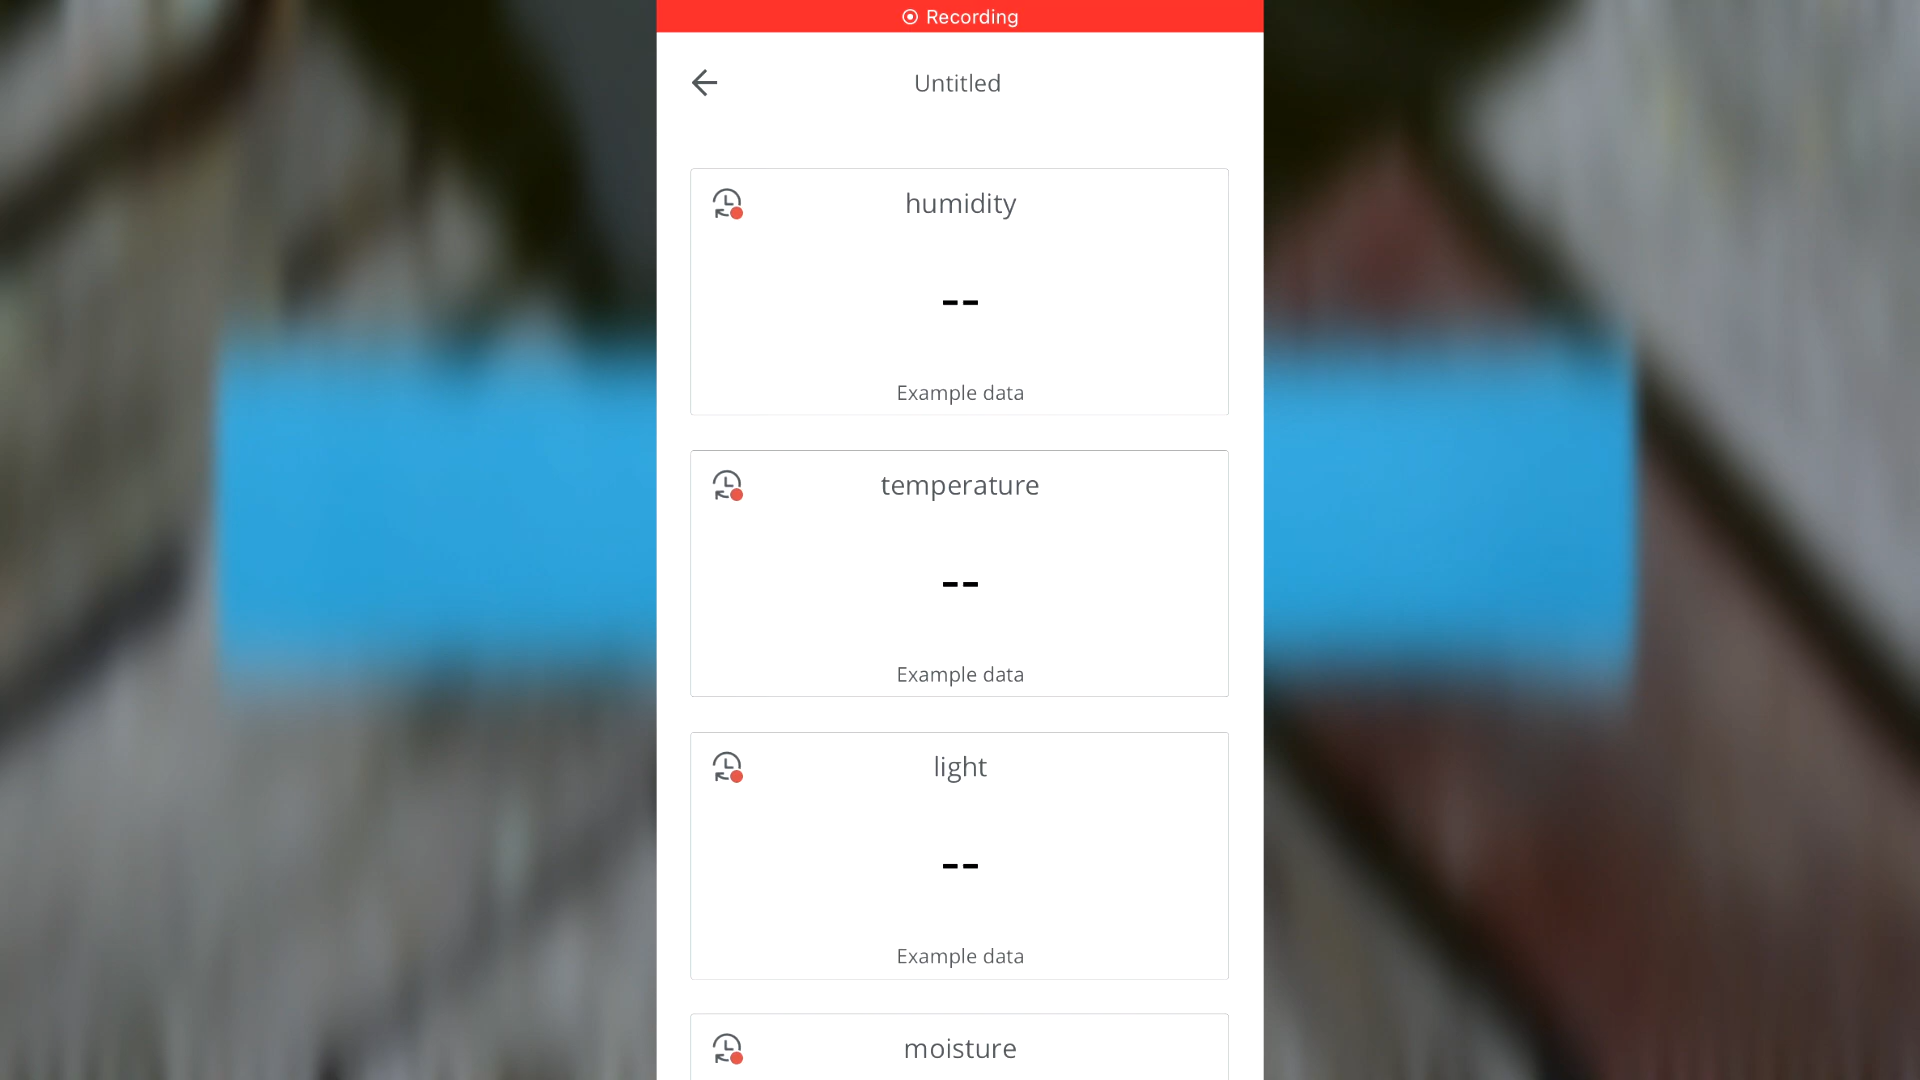 Recording
Untitled
humidity
--
Example data
temperature
--
Example data
light
--
Example data
moisture